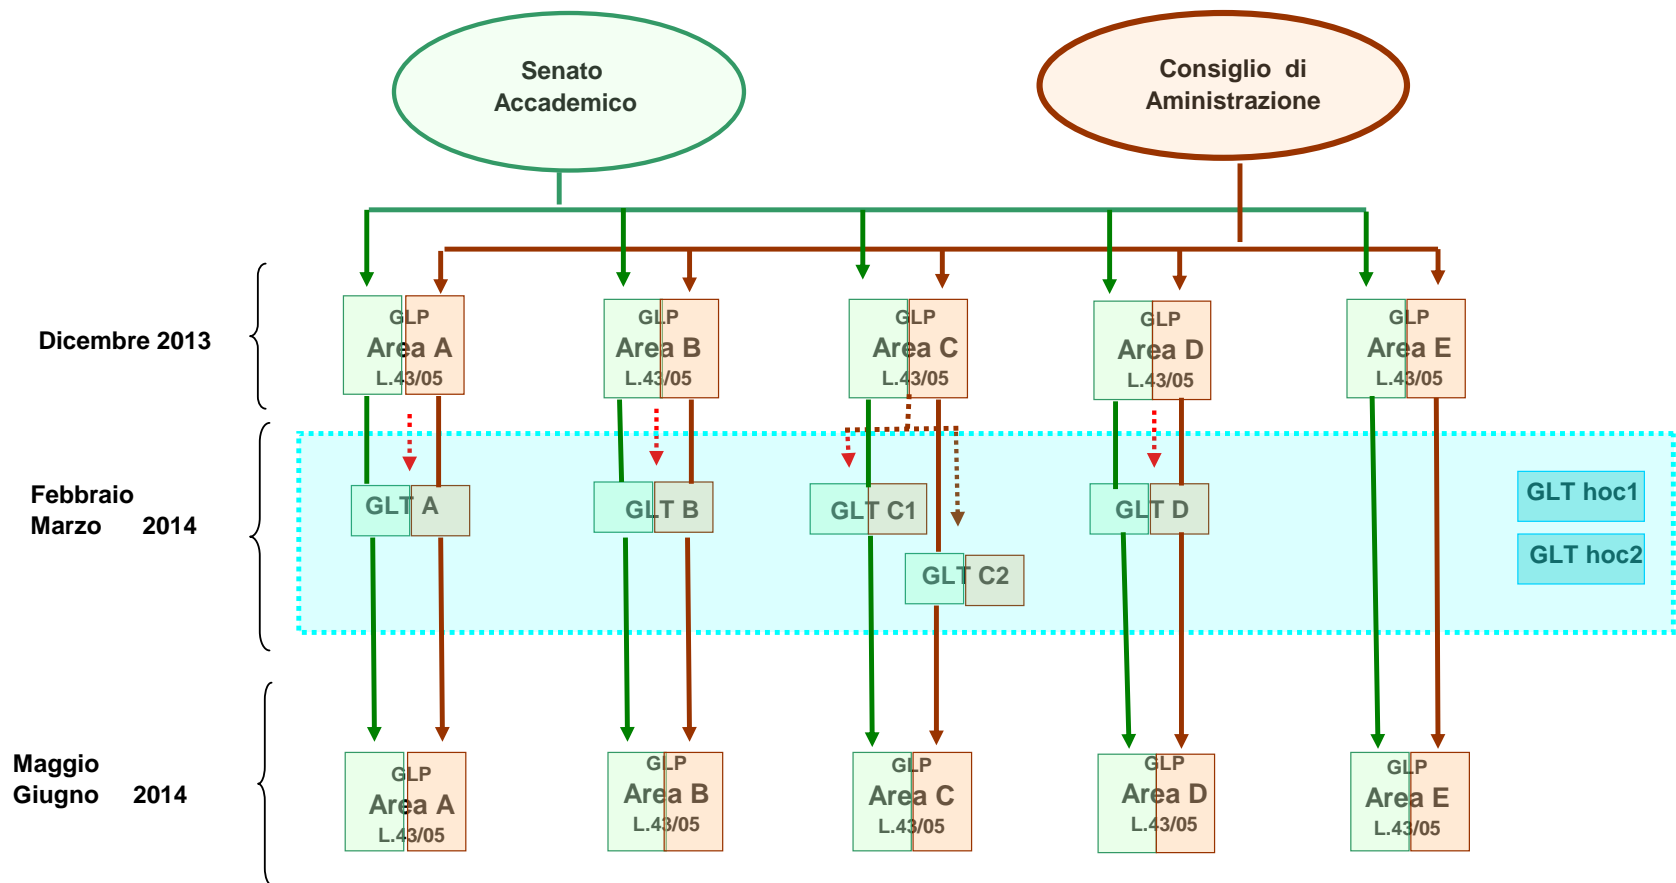 Senato
Accademico
Consiglio di
Aministrazione
Dicembre 2013
GLP
Area A
L.43/05
GLP
Area B
L.43/05
GLP
Area C
L.43/05
GLP
Area D
L.43/05
GLP
Area E
L.43/05
Febbraio
Marzo 2014
GLT A
GLT B
GLT C1
GLT C2
GLT D
GLT hoc1
GLT hoc2
Maggio
Giugno 2014
GLP
Area A
L.43/05
GLP
Area B
L.43/05
GLP
Area C
L.43/05
GLP
Area D
L.43/05
GLP
Area E
L.43/05